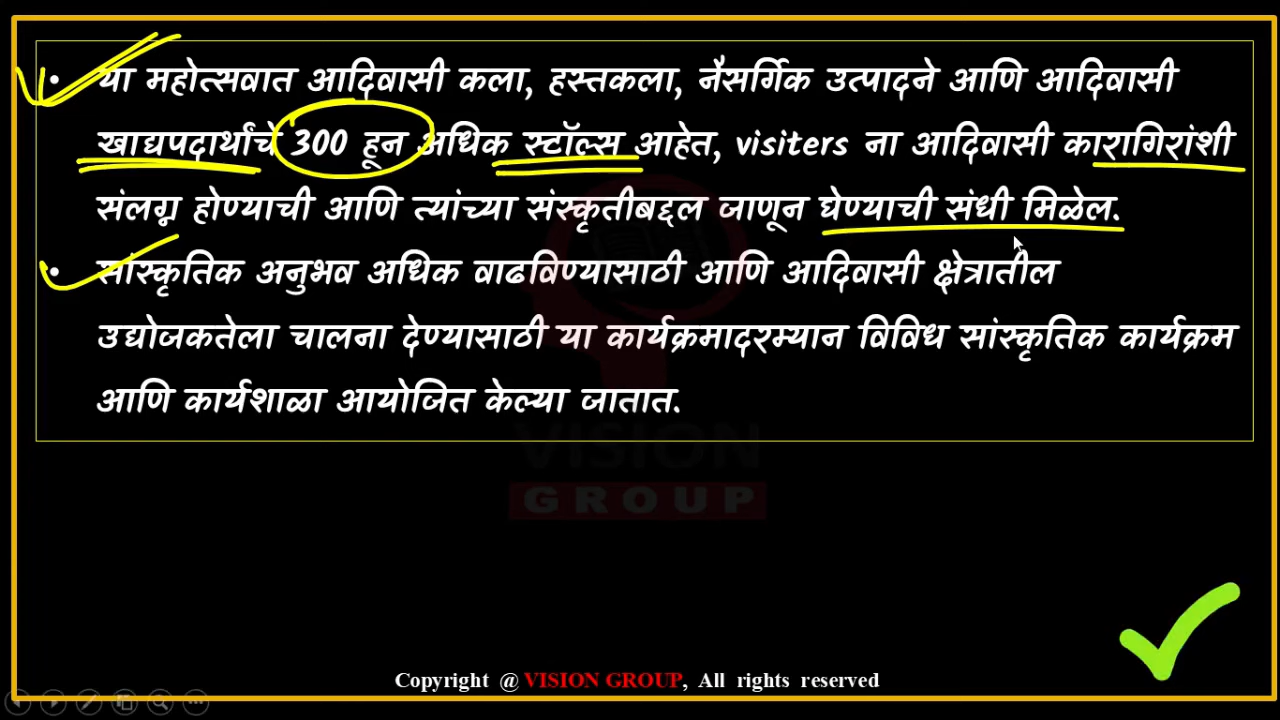 • या महोत्सवात आदिवासी कला, हस्तकला, नैसर्गिक उत्पादने आणि आदिवासी
खाद्यपदार्थांचे 300 हून अधिक स्टॉल्स आहेत, visiters ना आदिवासी कारागिरांशी
संलग्न होण्याची आणि त्यांच्या संस्कृतीबद्दल जाणून घेण्याची संधी मिळेल.
• सांस्कृतिक अनुभव अधिक वाढविण्यासाठी आणि आदिवासी क्षेत्रातील
उद्योजकतेला चालना देण्यासाठी या कार्यक्रमादरम्यान विविध सांस्कृतिक कार्यक्रम
आणि कार्यशाळा आयोजित केल्या जातात.
VISION
GROUP
Copyright @ VISION GROUP, All rights reserved